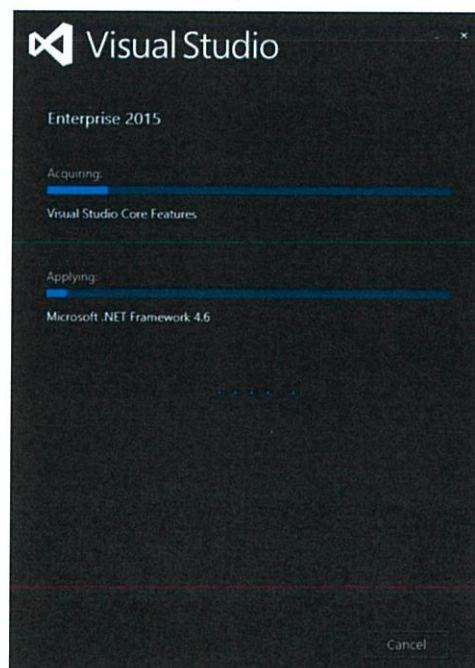 Visual Studio
Enterprise 2015
Acquiring:
Visual Studio Core Features
Applying:
Microsoft .NET Framework 4.6
Cancel